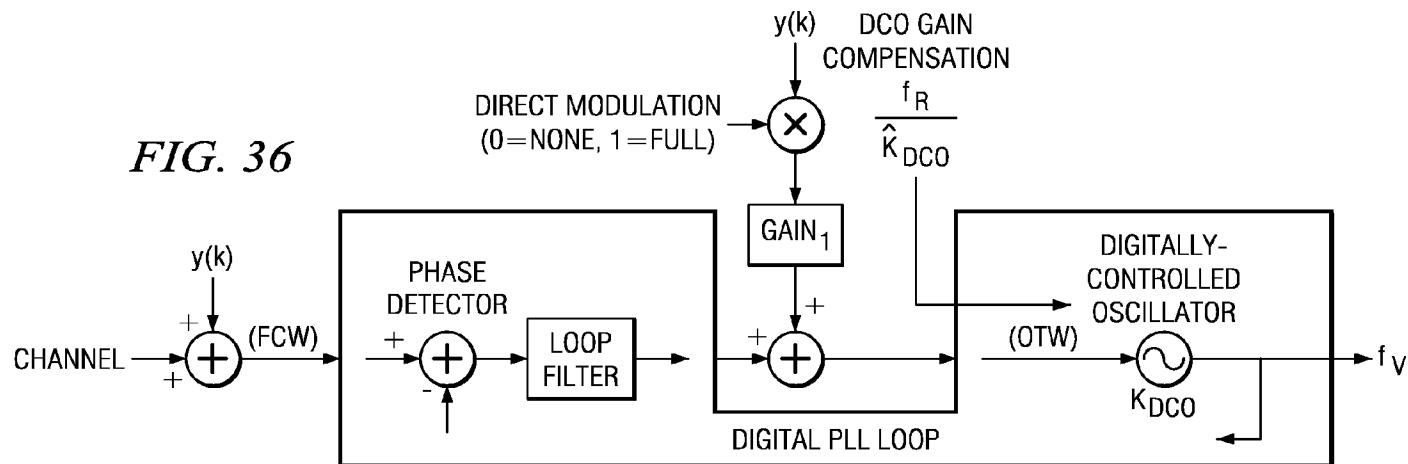 y(k)
DCO GAIN
COMPENSATION
f_R
K̂_DCO
DIRECT MODULATION
(0=NONE, 1=FULL)
×
FIG. 36
GAIN₁
y(k)
PHASE
DETECTOR
DIGITALLY-
CONTROLLED
OSCILLATOR
+
+
CHANNEL
+
+
(FCW)
+
+
-
LOOP
FILTER
+
+
(OTW)
f_V
K_DCO
DIGITAL PLL LOOP